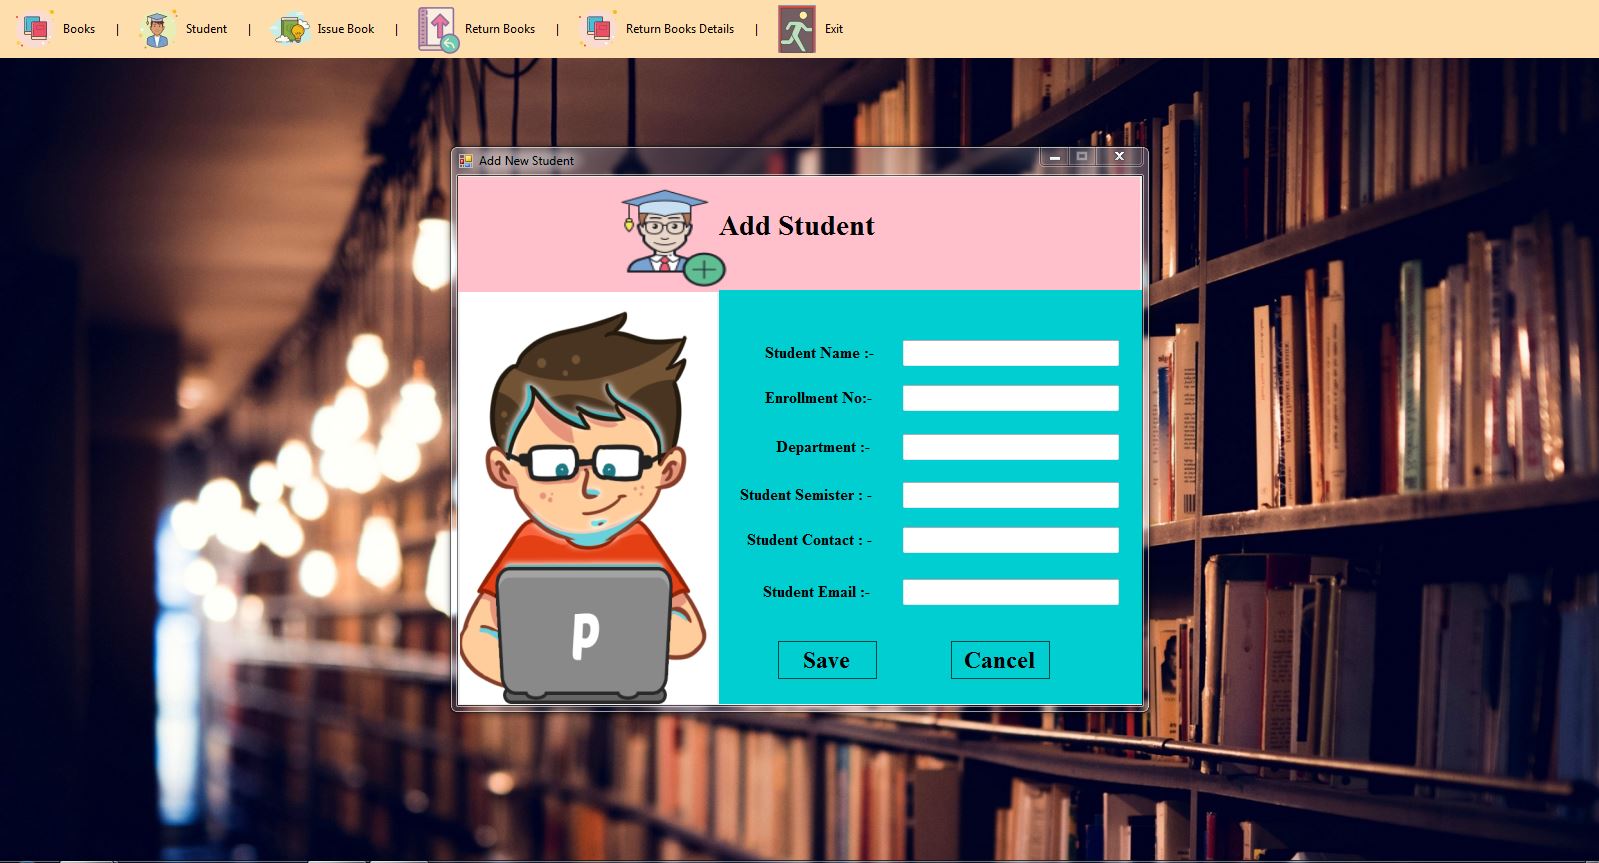 Books | Student | Issue Book | Return Books | Return Books Details | Exit
Add New Student
Add Student
Student Name :-
Enrollment No:-
Department :-
Student Semister : -
Student Contact : -
Student Email :-
P
Save Cancel